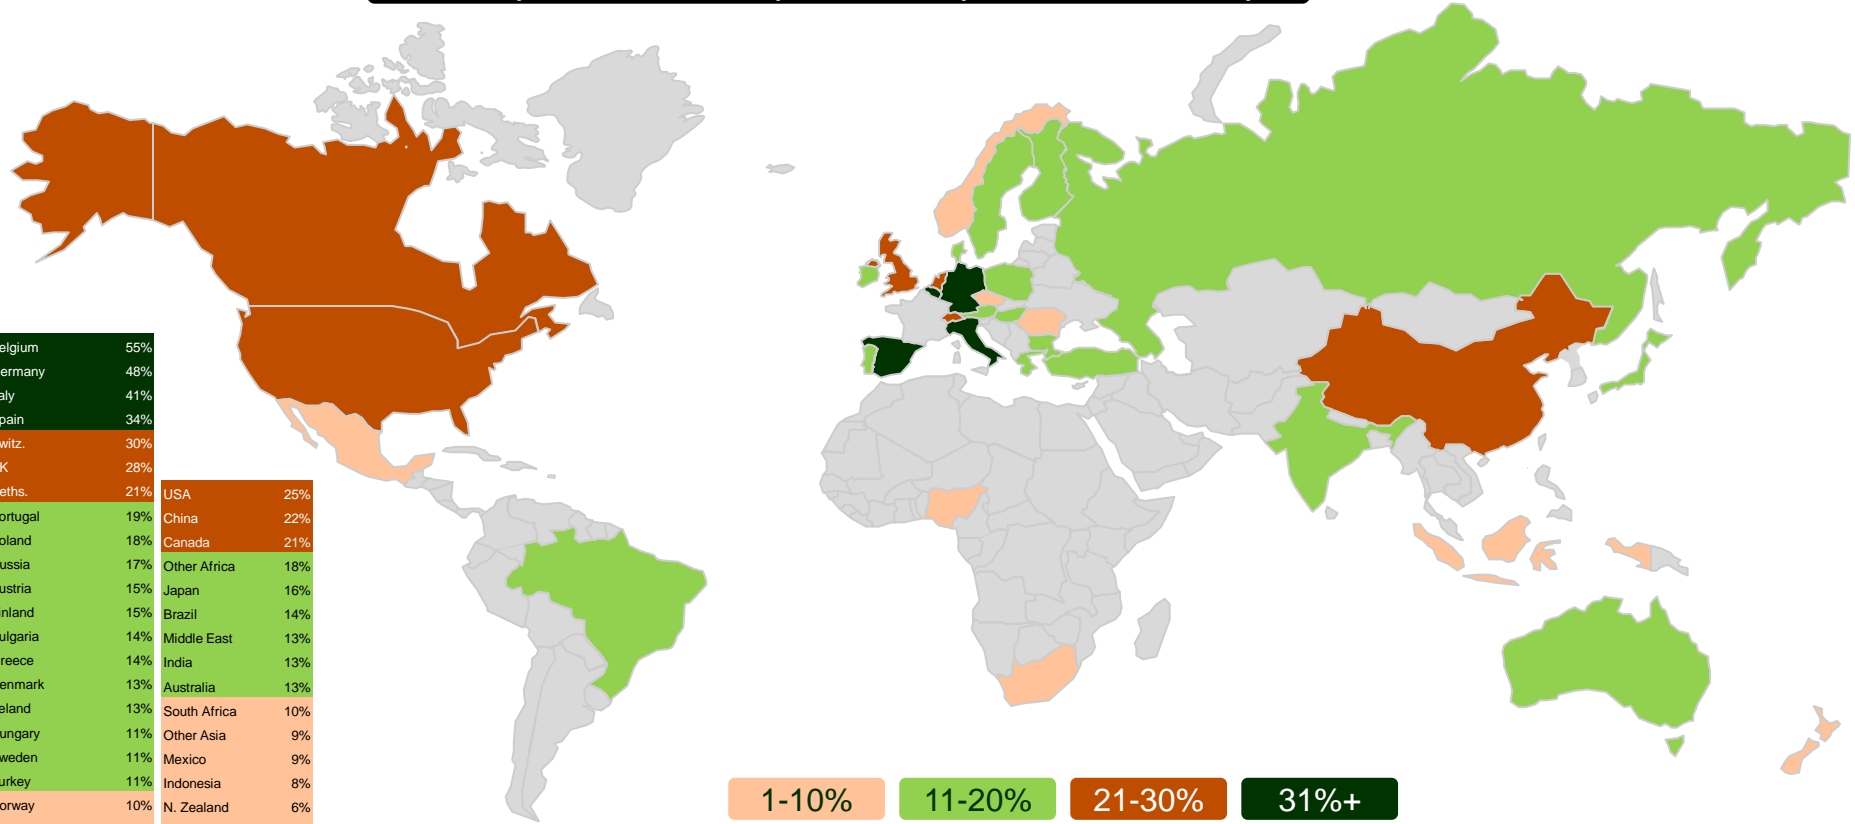 elgium 55%
ermany 48%
aly 41%
pain 34%
witz. 30%
K 28%
eths. 21%
ortugal 19%
oland 18%
ussia 17%
ustria 15%
inland 15%
ulgaria 14%
reece 14%
enmark 13%
eland 13%
ungary 11%
weden 11%
urkey 11%
orway 10%
USA 25%
China 22%
Canada 21%
Other Africa 18%
Japan 16%
Brazil 14%
Middle East 13%
India 13%
Australia 13%
South Africa 10%
Other Asia 9%
Mexico 9%
Indonesia 8%
N. Zealand 6%
1-10% 11-20% 21-30% 31%+